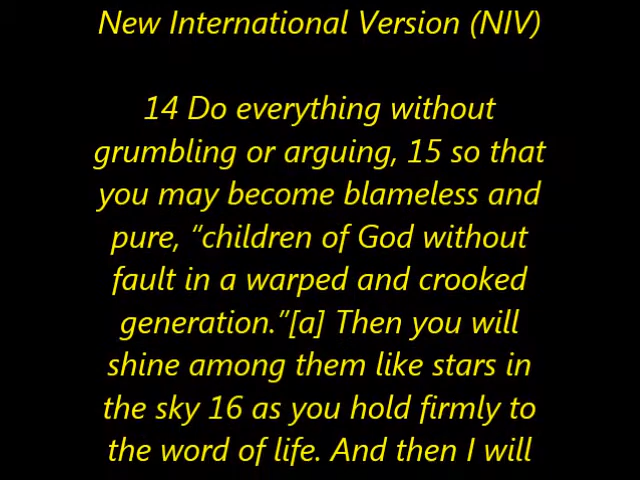 New International Version (NIV)
14 Do everything without
grumbling or arguing, 15 so that
you may become blameless and
pure, “children of God without
fault in a warped and crooked
generation.”[a] Then you will
shine among them like stars in
the sky 16 as you hold firmly to
the word of life. And then I will